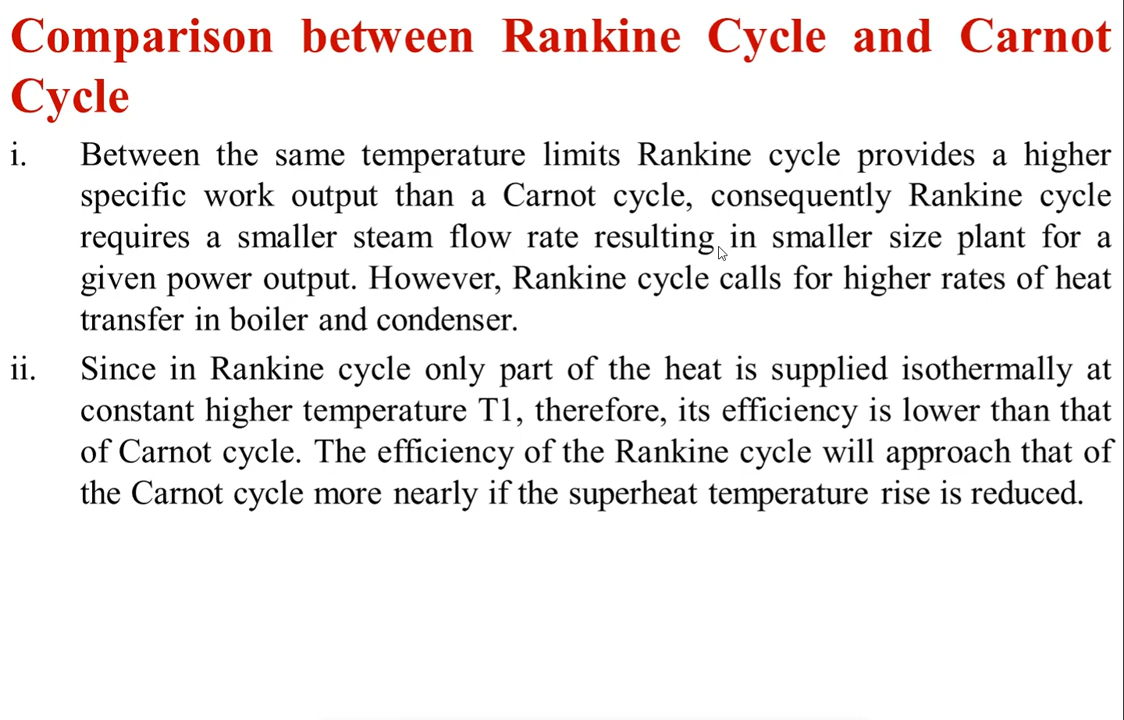 Comparison between Rankine Cycle and Carnot
Cycle
i. Between the same temperature limits Rankine cycle provides a higher
specific work output than a Carnot cycle, consequently Rankine cycle
requires a smaller steam flow rate resulting in smaller size plant for a
given power output. However, Rankine cycle calls for higher rates of heat
transfer in boiler and condenser.
ii. Since in Rankine cycle only part of the heat is supplied isothermally at
constant higher temperature T1, therefore, its efficiency is lower than that
of Carnot cycle. The efficiency of the Rankine cycle will approach that of
the Carnot cycle more nearly if the superheat temperature rise is reduced.